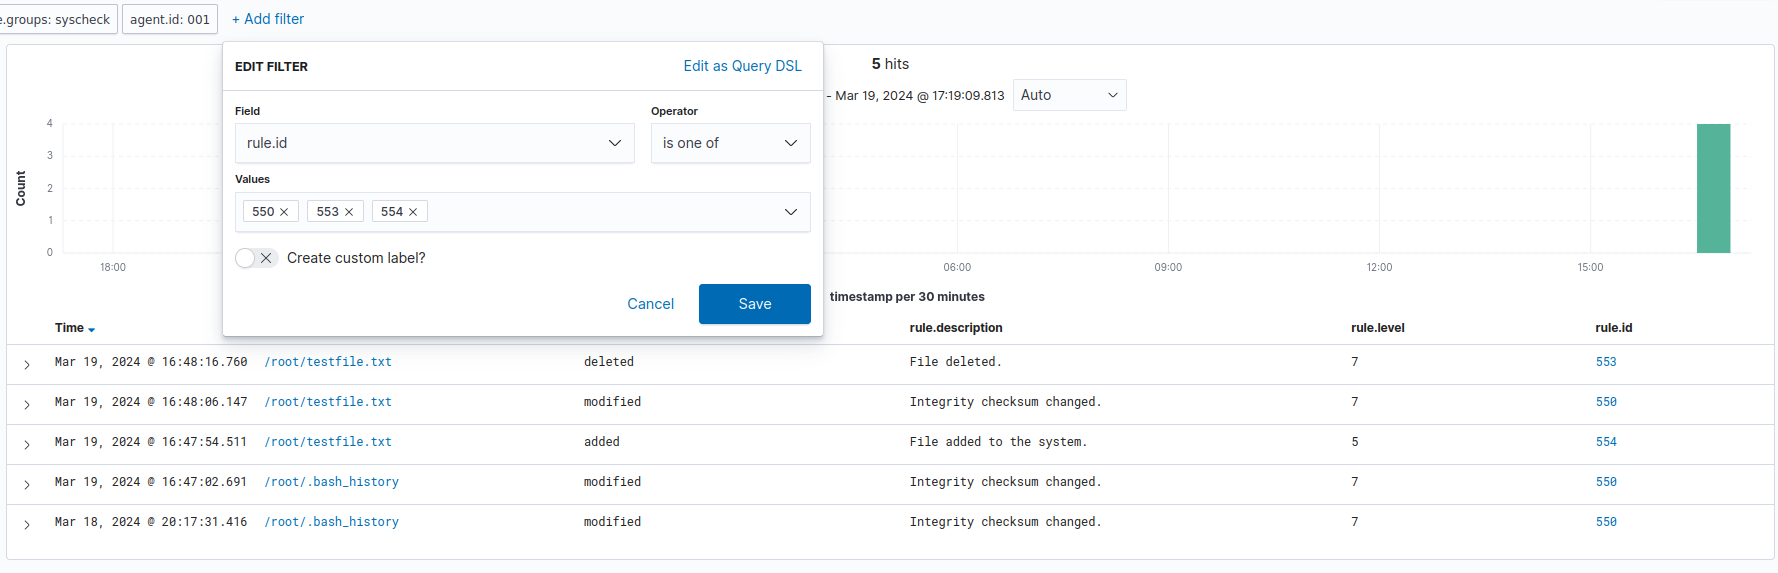 e.groups: syscheck agent.id: 001 + Add filter
EDIT FILTER Edit as Query DSL
5 hits
- Mar 19, 2024 @ 17:19:09.813 Auto
Field Operator
rule.id is one of
Values
550 × 553 × 554 ×
Create custom label?
Cancel Save
Count
4
3
2
1
0
18:00 06:00 09:00 12:00 15:00
timestamp per 30 minutes
Time rule.description rule.level rule.id
Mar 19, 2024 @ 16:48:16.760 /root/testfile.txt deleted File deleted. 7 553
Mar 19, 2024 @ 16:48:06.147 /root/testfile.txt modified Integrity checksum changed. 7 550
Mar 19, 2024 @ 16:47:54.511 /root/testfile.txt added File added to the system. 5 554
Mar 19, 2024 @ 16:47:02.691 /root/.bash_history modified Integrity checksum changed. 7 550
Mar 18, 2024 @ 20:17:31.416 /root/.bash_history modified Integrity checksum changed. 7 550